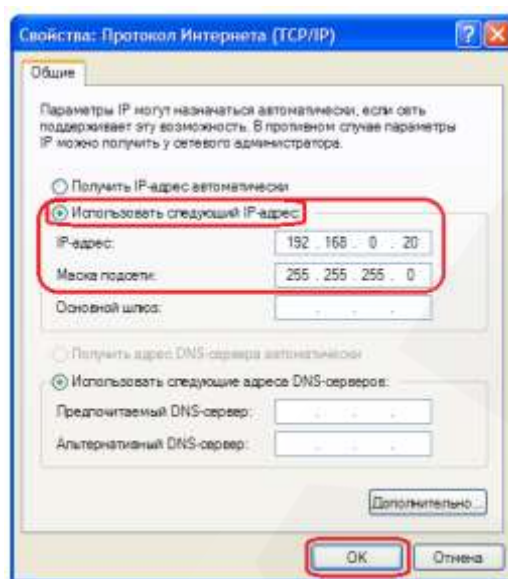 Свойства: Протокол Интернета (TCP/IP)
Общие
Параметры IP могут назначаться автоматически, если сеть
поддерживает эту возможность. В противном случае параметры
IP можно получить у сетевого администратора.
Получить IP-адрес автоматически
Использовать следующий IP-адрес:
IP-адрес: 192 . 168 . 0 . 20
Маска подсети: 255 . 255 . 255 . 0
Основной шлюз: . . .
Получить адрес DNS-сервера автоматически
Использовать следующие адреса DNS-серверов:
Предпочитаемый DNS-сервер: . . .
Альтернативный DNS-сервер: . . .
Дополнительно...
OK Отмена